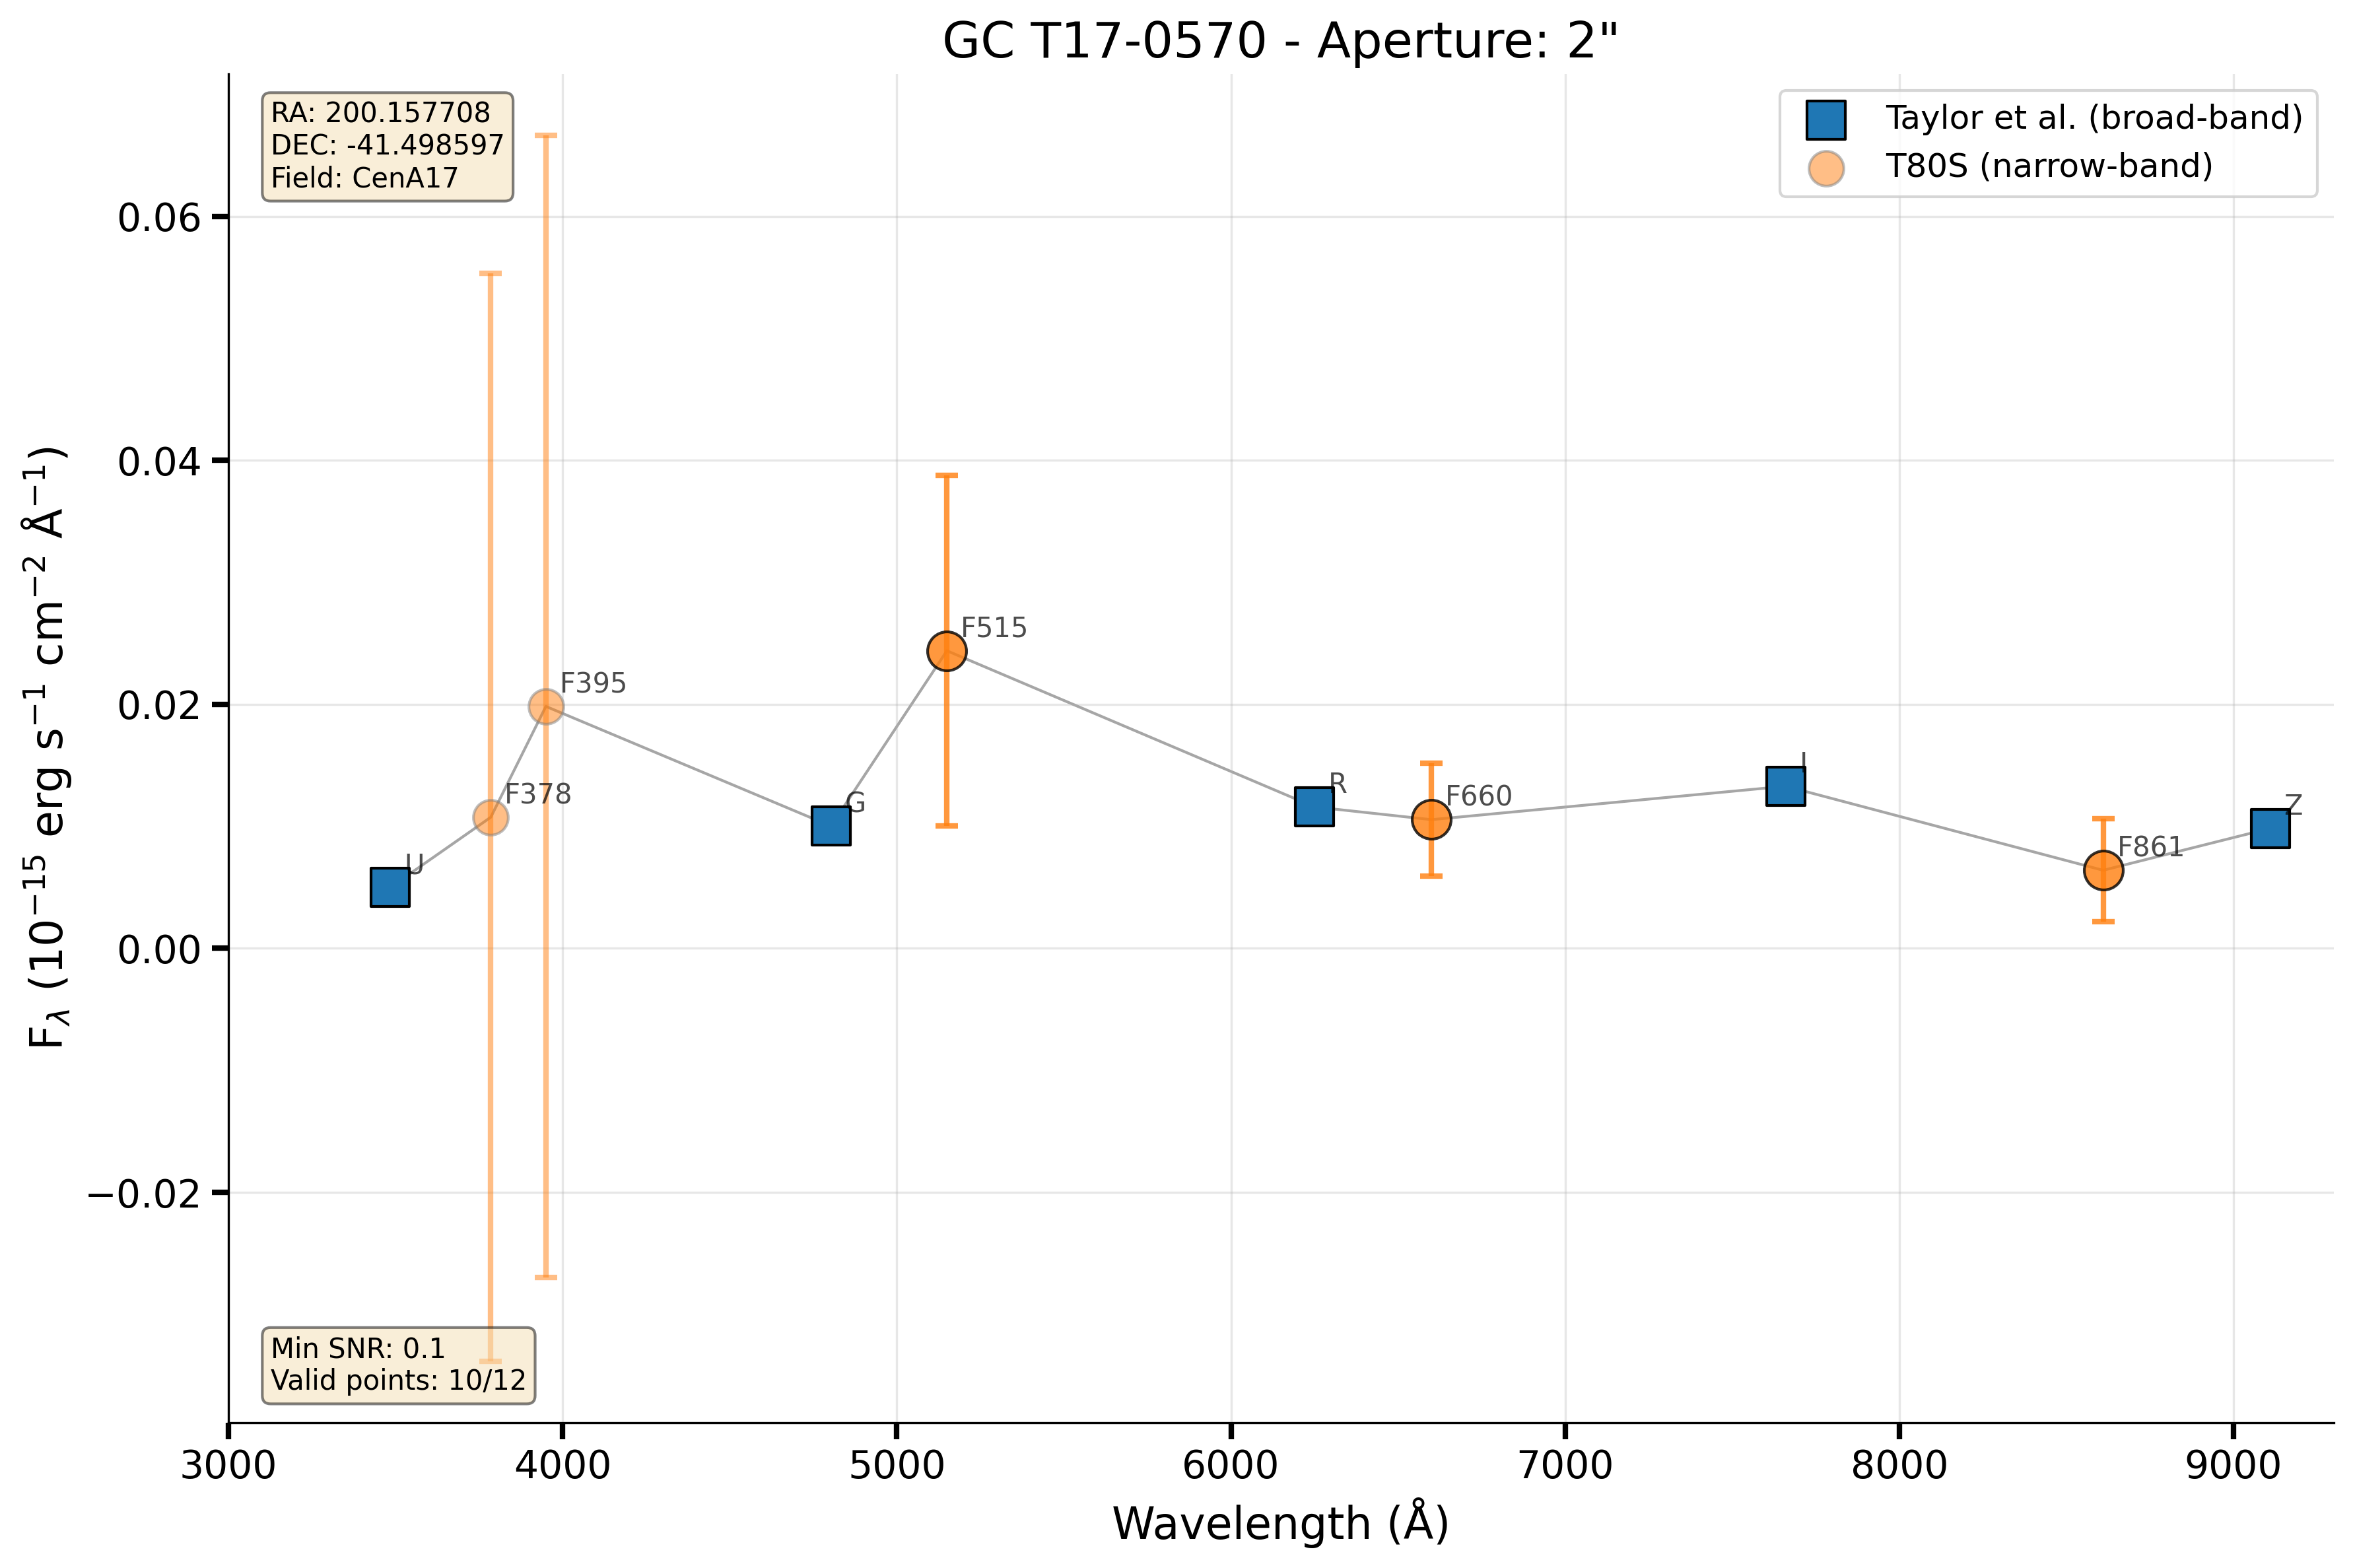 GC T17-0570 - Aperture: 2"
RA: 200.157708
DEC: -41.498597
Field: CenA17
Taylor et al. (broad-band)
T80S (narrow-band)
F_λ (10⁻¹⁵ erg s⁻¹ cm⁻² Å⁻¹)
0.06
0.04
0.02
0.00
−0.02
U
F378
F395
G
F515
R
F660
I
F861
Z
Min SNR: 0.1
Valid points: 10/12
3000 4000 5000 6000 7000 8000 9000
Wavelength (Å)